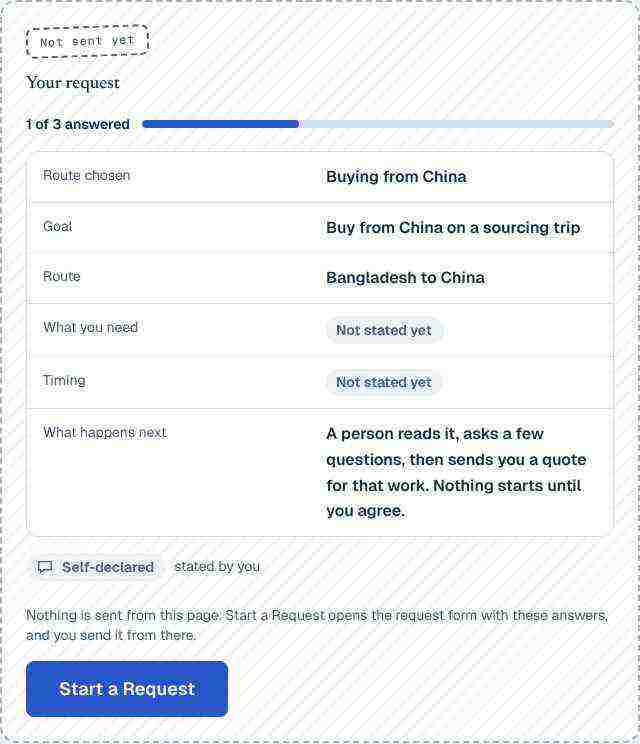 Not sent yet
Your request
1 of 3 answered
Route chosen
Buying from China
Goal
Buy from China on a sourcing trip
Route
Bangladesh to China
What you need
Not stated yet
Timing
Not stated yet
What happens next
A person reads it, asks a few
questions, then sends you a quote
for that work. Nothing starts until
you agree.
Self-declared
stated by you
Nothing is sent from this page. Start a Request opens the request form with these answers,
and you send it from there.
Start a Request